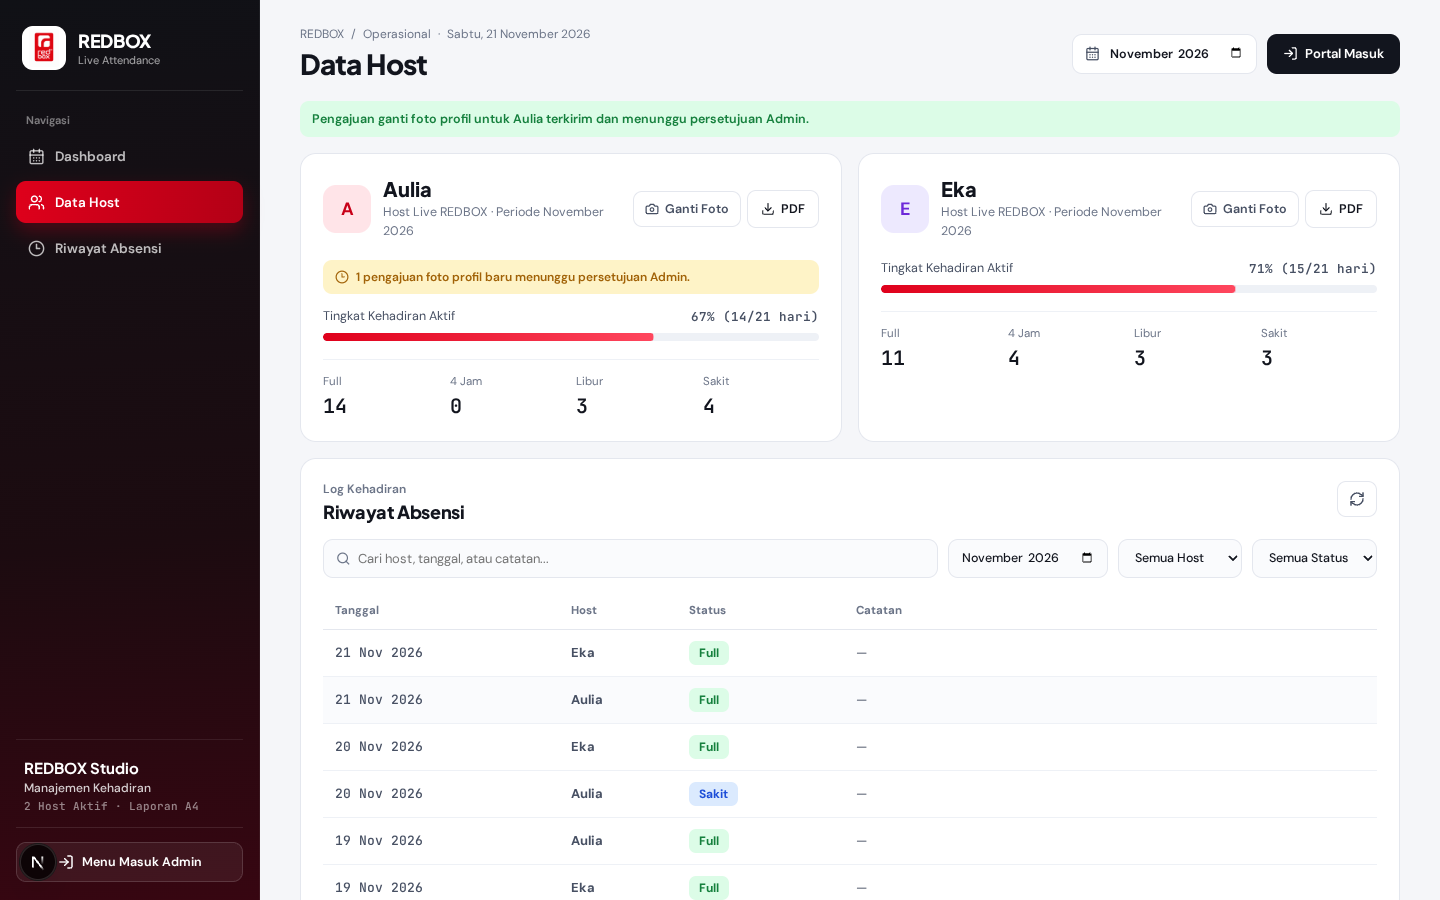 red
box
REDBOX
Live Attendance
Navigasi
Dashboard
Data Host
Riwayat Absensi
REDBOX Studio
Manajemen Kehadiran
2 Host Aktif · Laporan A4
N
Menu Masuk Admin
REDBOX / Operasional · Sabtu, 21 November 2026
Data Host
November 2026
Portal Masuk
Pengajuan ganti foto profil untuk Aulia terkirim dan menunggu persetujuan Admin.
A
Aulia
Host Live REDBOX · Periode November
2026
Ganti Foto
PDF
1 pengajuan foto profil baru menunggu persetujuan Admin.
Tingkat Kehadiran Aktif
67% (14/21 hari)
Full
4 Jam
Libur
Sakit
14
0
3
4
E
Eka
Host Live REDBOX · Periode November
2026
Ganti Foto
PDF
Tingkat Kehadiran Aktif
71% (15/21 hari)
Full
4 Jam
Libur
Sakit
11
4
3
3
Log Kehadiran
Riwayat Absensi
Cari host, tanggal, atau catatan...
November 2026
Semua Host
Semua Status
Tanggal Host Status Catatan
21 Nov 2026 Eka Full —
21 Nov 2026 Aulia Full —
20 Nov 2026 Eka Full —
20 Nov 2026 Aulia Sakit —
19 Nov 2026 Aulia Full —
19 Nov 2026 Eka Full —